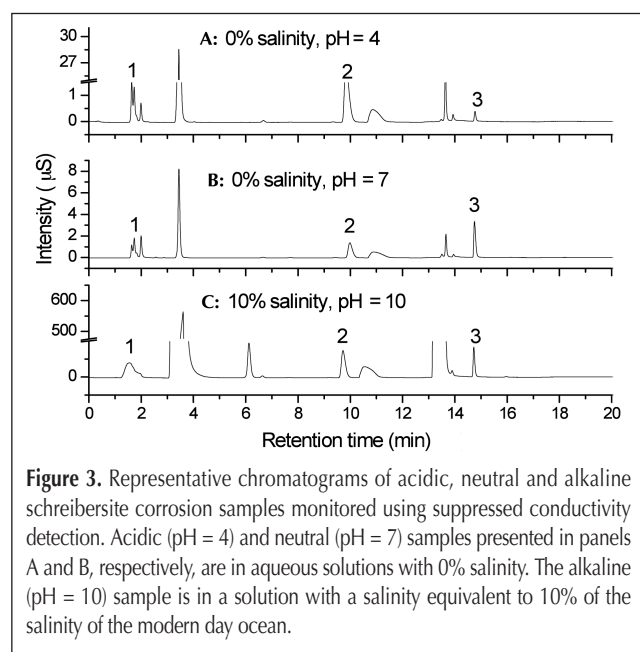 30
27
1
0
A: 0% salinity, pH = 4
1
2
3
8
6
4
2
0
B: 0% salinity, pH = 7
1
2
3
Intensity ( µS)
600
500
0
C: 10% salinity, pH = 10
1
2
3
0 2 4 6 8 10 12 14 16 18 20
Retention time (min)
Figure 3. Representative chromatograms of acidic, neutral and alkaline
schreibersite corrosion samples monitored using suppressed conductivity
detection. Acidic (pH = 4) and neutral (pH = 7) samples presented in panels
A and B, respectively, are in aqueous solutions with 0% salinity. The alkaline
(pH = 10) sample is in a solution with a salinity equivalent to 10% of the
salinity of the modern day ocean.